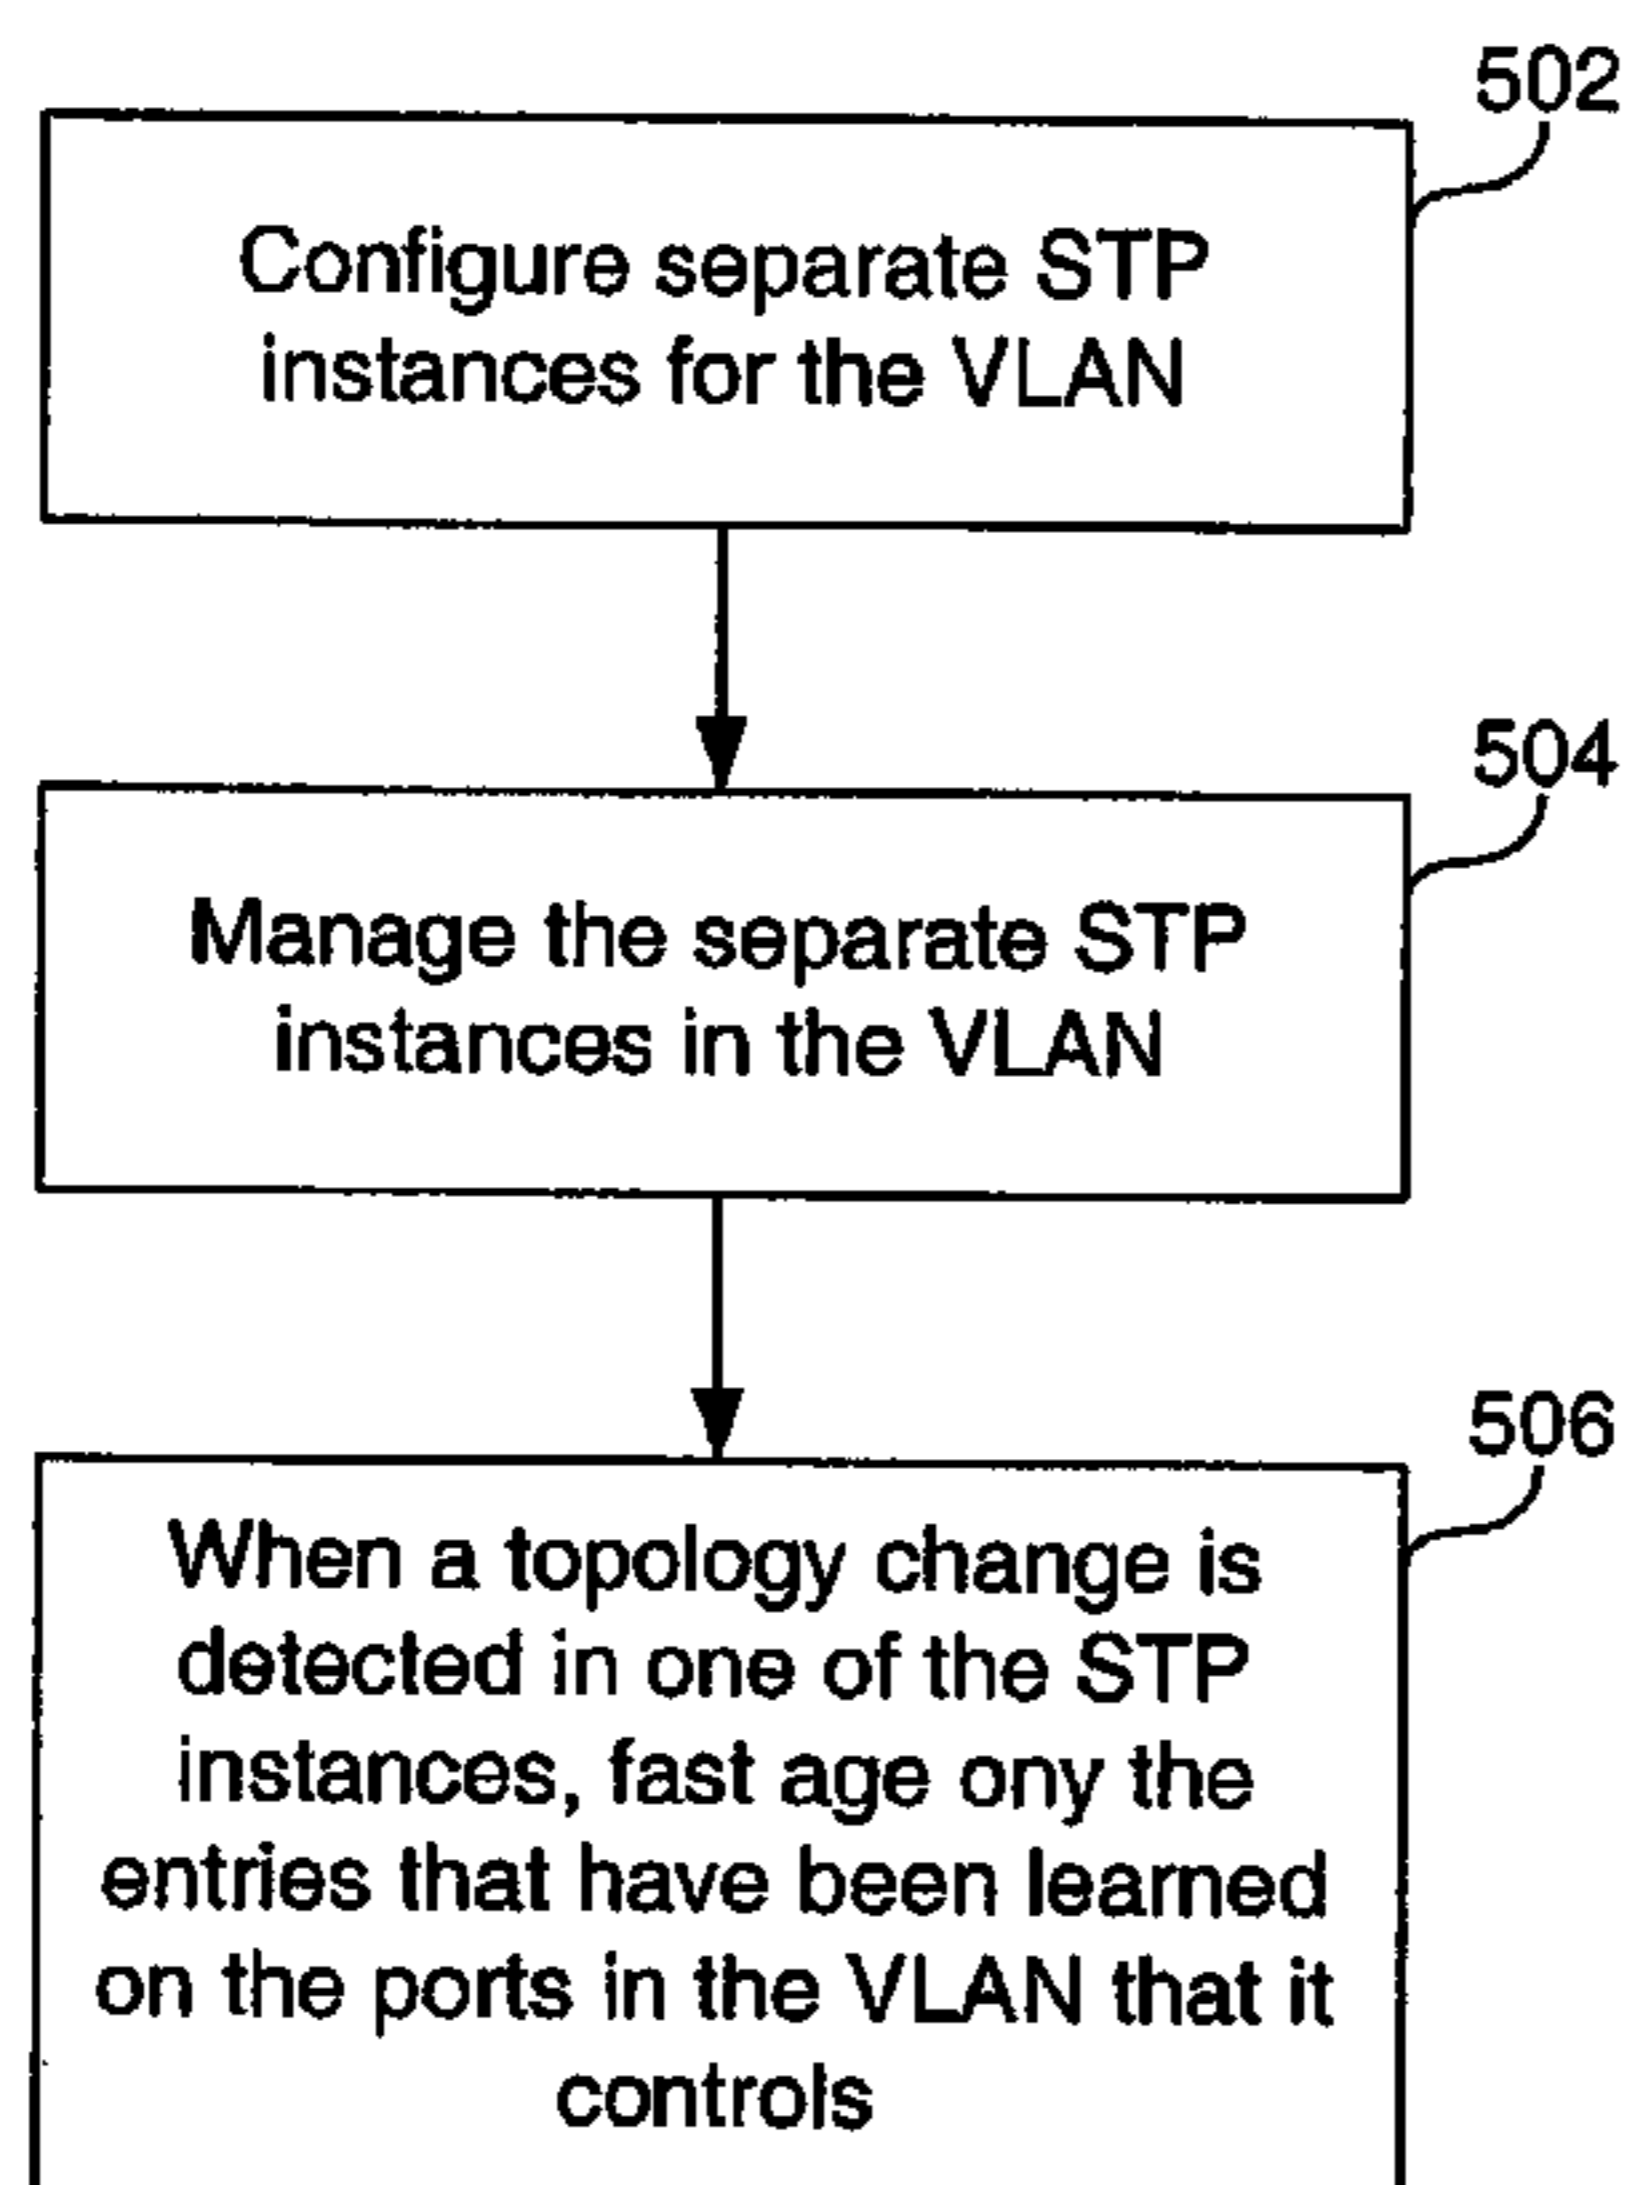 502
Configure separate STP
instances for the VLAN
504
Manage the separate STP
instances in the VLAN
506
When a topology change is
detected in one of the STP
instances, fast age ony the
entries that have been learned
on the ports in the VLAN that it
controls